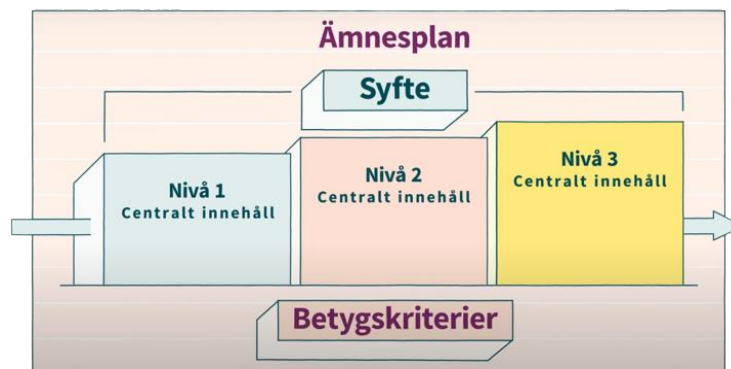 Ämnesplan
Syfte
Nivå 1
Centralt innehåll
Nivå 2
Centralt innehåll
Nivå 3
Centralt innehåll
Betygskriterier